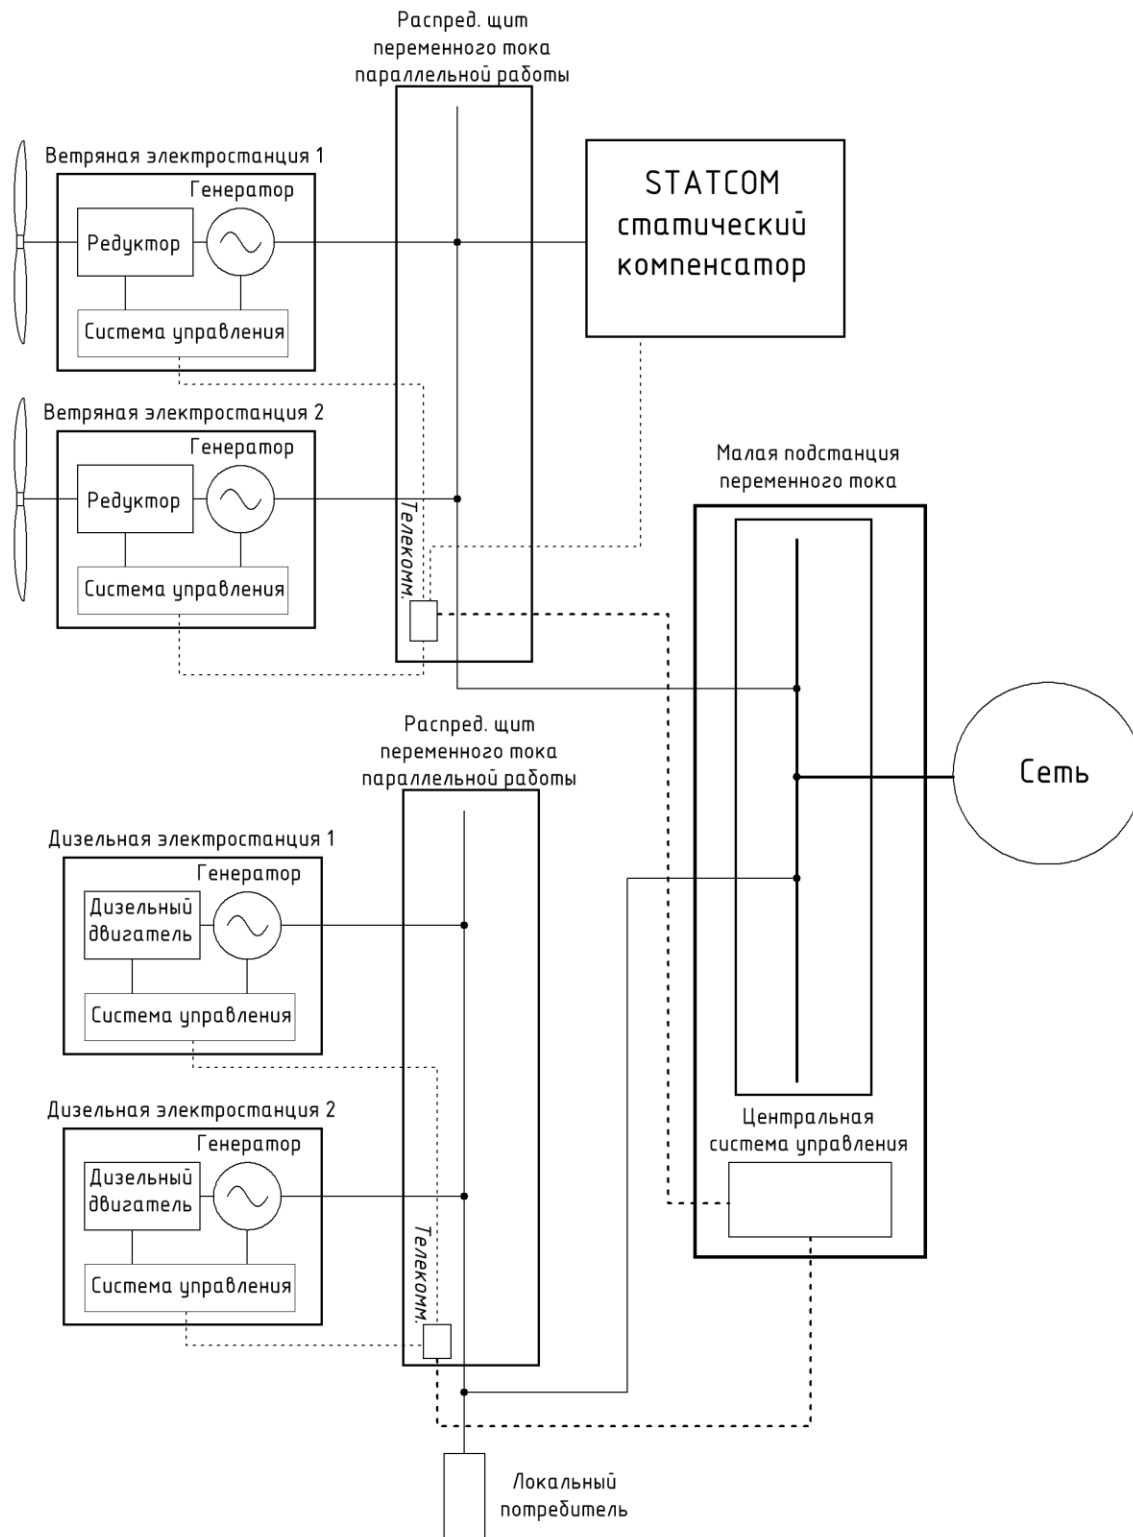 Распред. щит
переменного тока
параллельной работы
Ветряная электростанция 1
Генератор
Редуктор
Система управления
STATCOM
статический
компенсатор
Ветряная электростанция 2
Генератор
Редуктор
Система управления
Телекомм.
Малая подстанция
переменного тока
Сеть
Распред. щит
переменного тока
параллельной работы
Дизельная электростанция 1
Генератор
Дизельный
двигатель
Система управления
Дизельная электростанция 2
Генератор
Дизельный
двигатель
Система управления
Телекомм.
Центральная
система управления
Локальный
потребитель